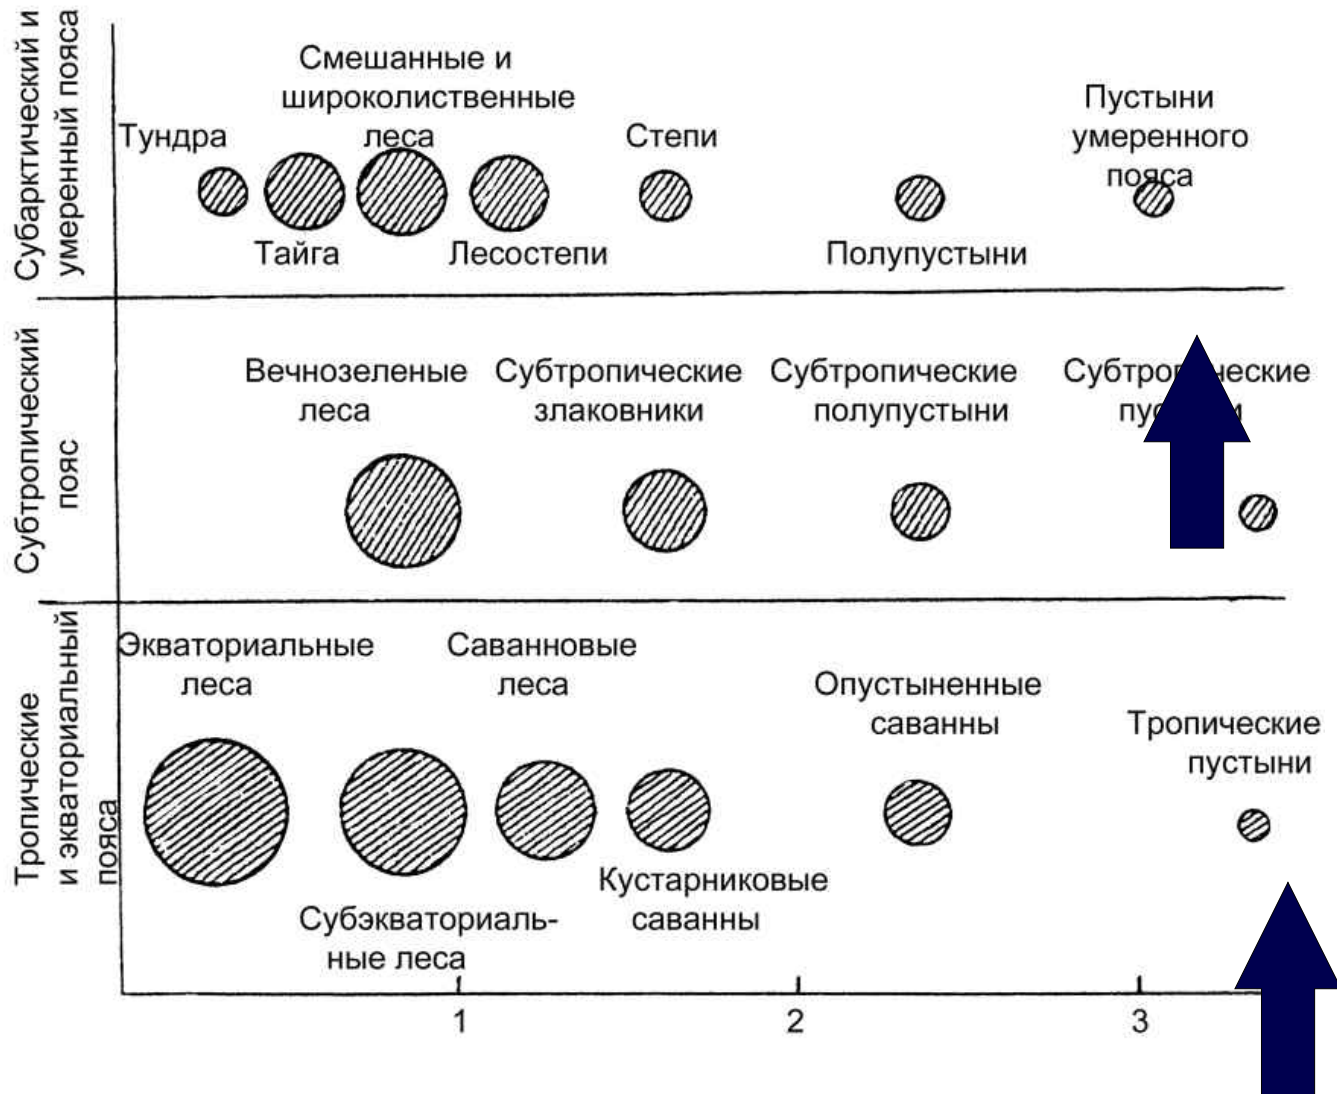 Субарктический и
умеренный пояса
Смешанные и
широколиственные
леса
Тундра
Степи
Пустыни
умеренного
пояса
Тайга
Лесостепи
Полупустыни
Субтропический
пояс
Вечнозеленые
леса
Субтропические
злаковники
Субтропические
полупустыни
Тропические
и экваториальный
пояса
Экваториальные
леса
Саванновые
леса
Опустыненные
саванны
Тропические
пустыни
Кустарниковые
саванны
Субэкваториаль-
ные леса
1
2
3